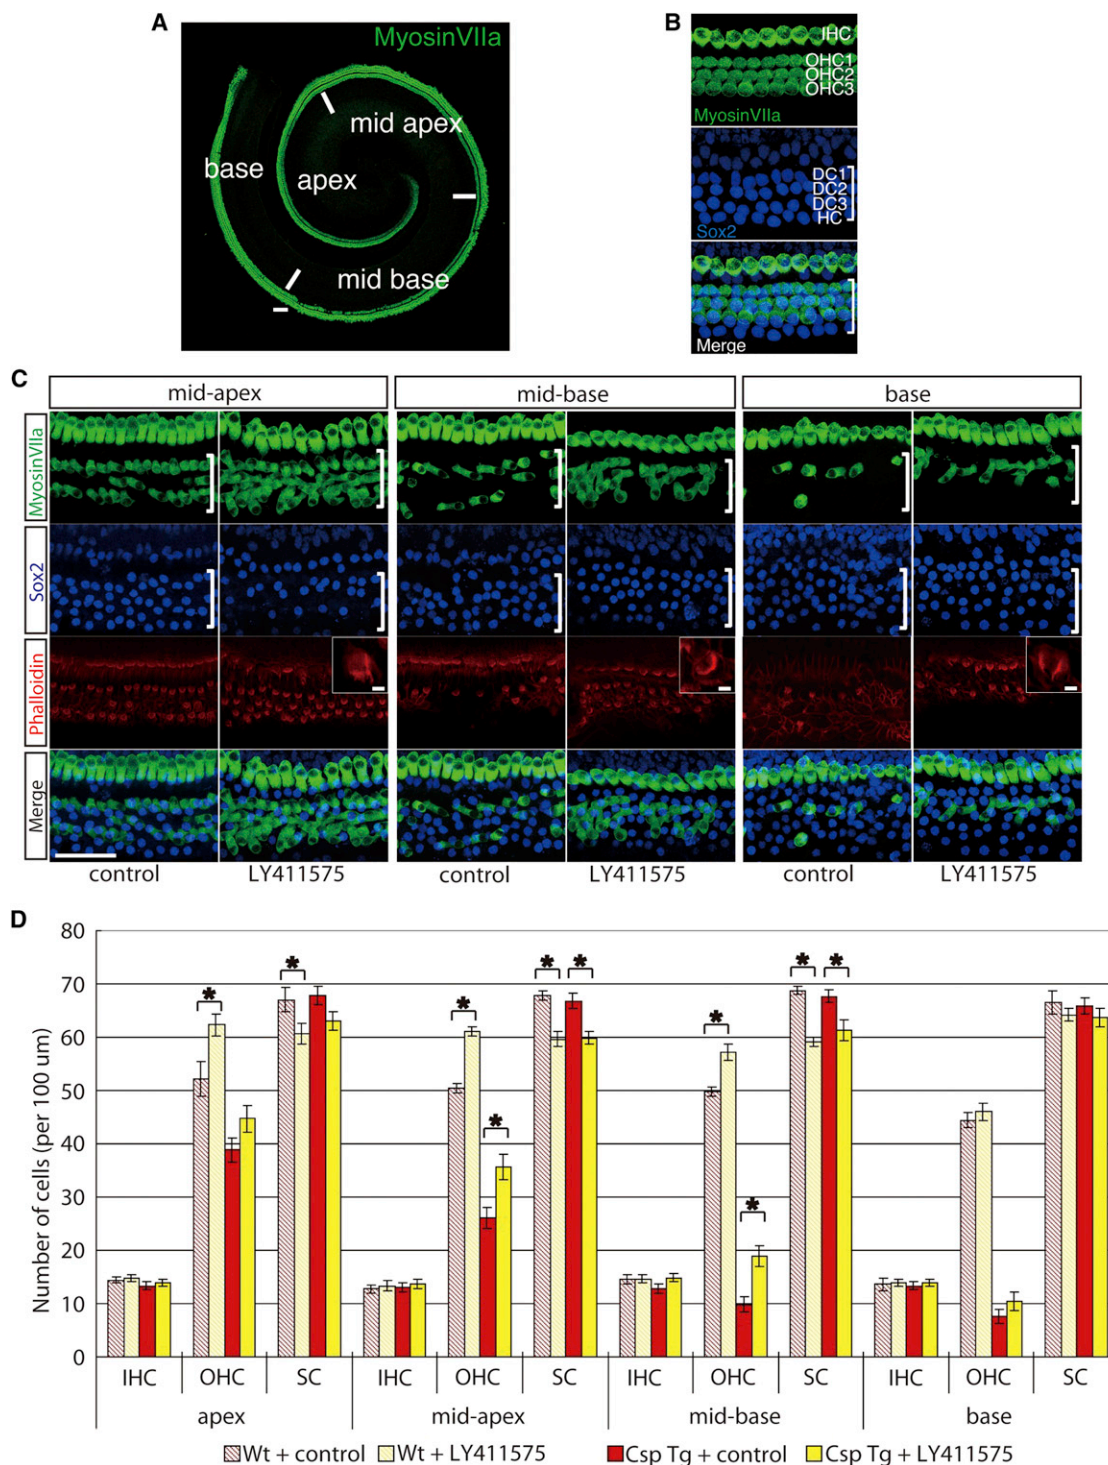 A
MyosinVIIa
mid apex
base
apex
mid base
B
IHC
OHC1
OHC2
OHC3
MyosinVIIa
DC1
DC2
DC3
HC
Sox2
Merge
C
mid-apex
mid-base
base
MyosinVIIa
Sox2
Phalloidin
Merge
control
LY411575
control
LY411575
control
LY411575
D
Number of cells (per 100 um)
80
70
60
50
40
30
20
10
0
* * * * *
* * * *
*
IHC OHC SC IHC OHC SC IHC OHC SC IHC OHC SC
apex mid-apex mid-base base
Wt + control Wt + LY411575 Csp Tg + control Csp Tg + LY411575